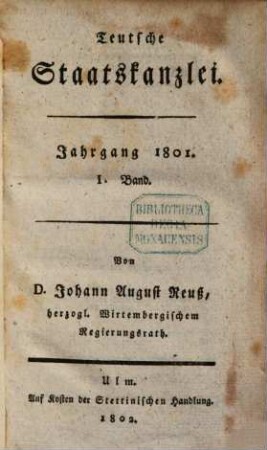 Teutsche
Staatskanzlei.
Jahrgang 1801.
I. Band.
BIBLIOTHECA
REGIA
MONACENSIS
Von
D. Johann August Reuß,
herzogl. Wirtembergischem
Regierungsrath.
Ulm.
Auf Kosten der Stettinischen Handlung.
1802.